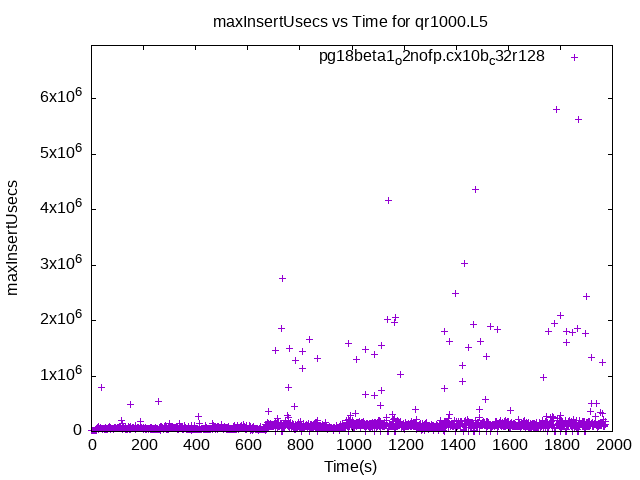 maxInsertUsecs vs Time for qr1000.L5
pg18beta1_o2nofp.cx10b_c32r128
6x10^6
5x10^6
4x10^6
3x10^6
2x10^6
1x10^6
0
maxInsertUsecs
0 200 400 600 800 1000 1200 1400 1600 1800 2000
Time(s)